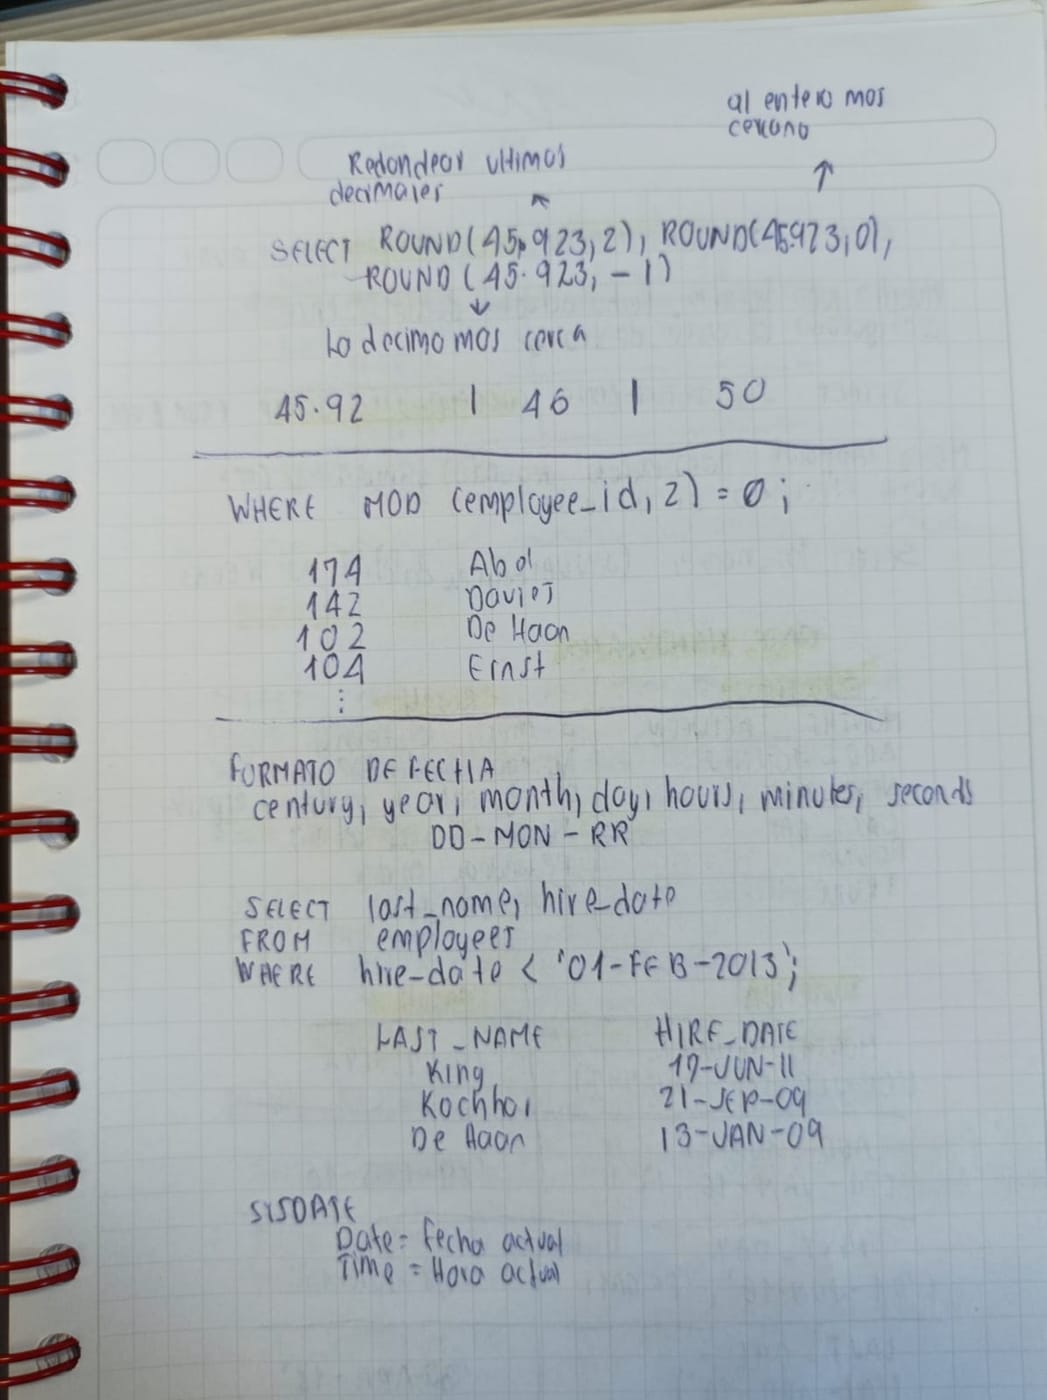 al entero mas
cercano
Redondear ultimos
decimales
SELECT ROUND(45.923,2), ROUND(45.923,0),
ROUND(45.923,-1)
La decima mas cerca
45.92 | 46 | 50
WHERE MOD (employee_id,2) = 0;
174 Abel
142 Davies
102 De Haan
104 Ernst
⋮
FORMATO DE FECHA
century, year, month, day, hours, minutes, seconds
DD-MON-RR
SELECT last_name, hire_date
FROM employees
WHERE hire_date < '01-FEB-2013';
LAST_NAME HIRE_DATE
King 17-JUN-11
Kochhar 21-SEP-09
De Haan 13-JAN-09
SYSDATE
Date = Fecha actual
Time = Hora actual